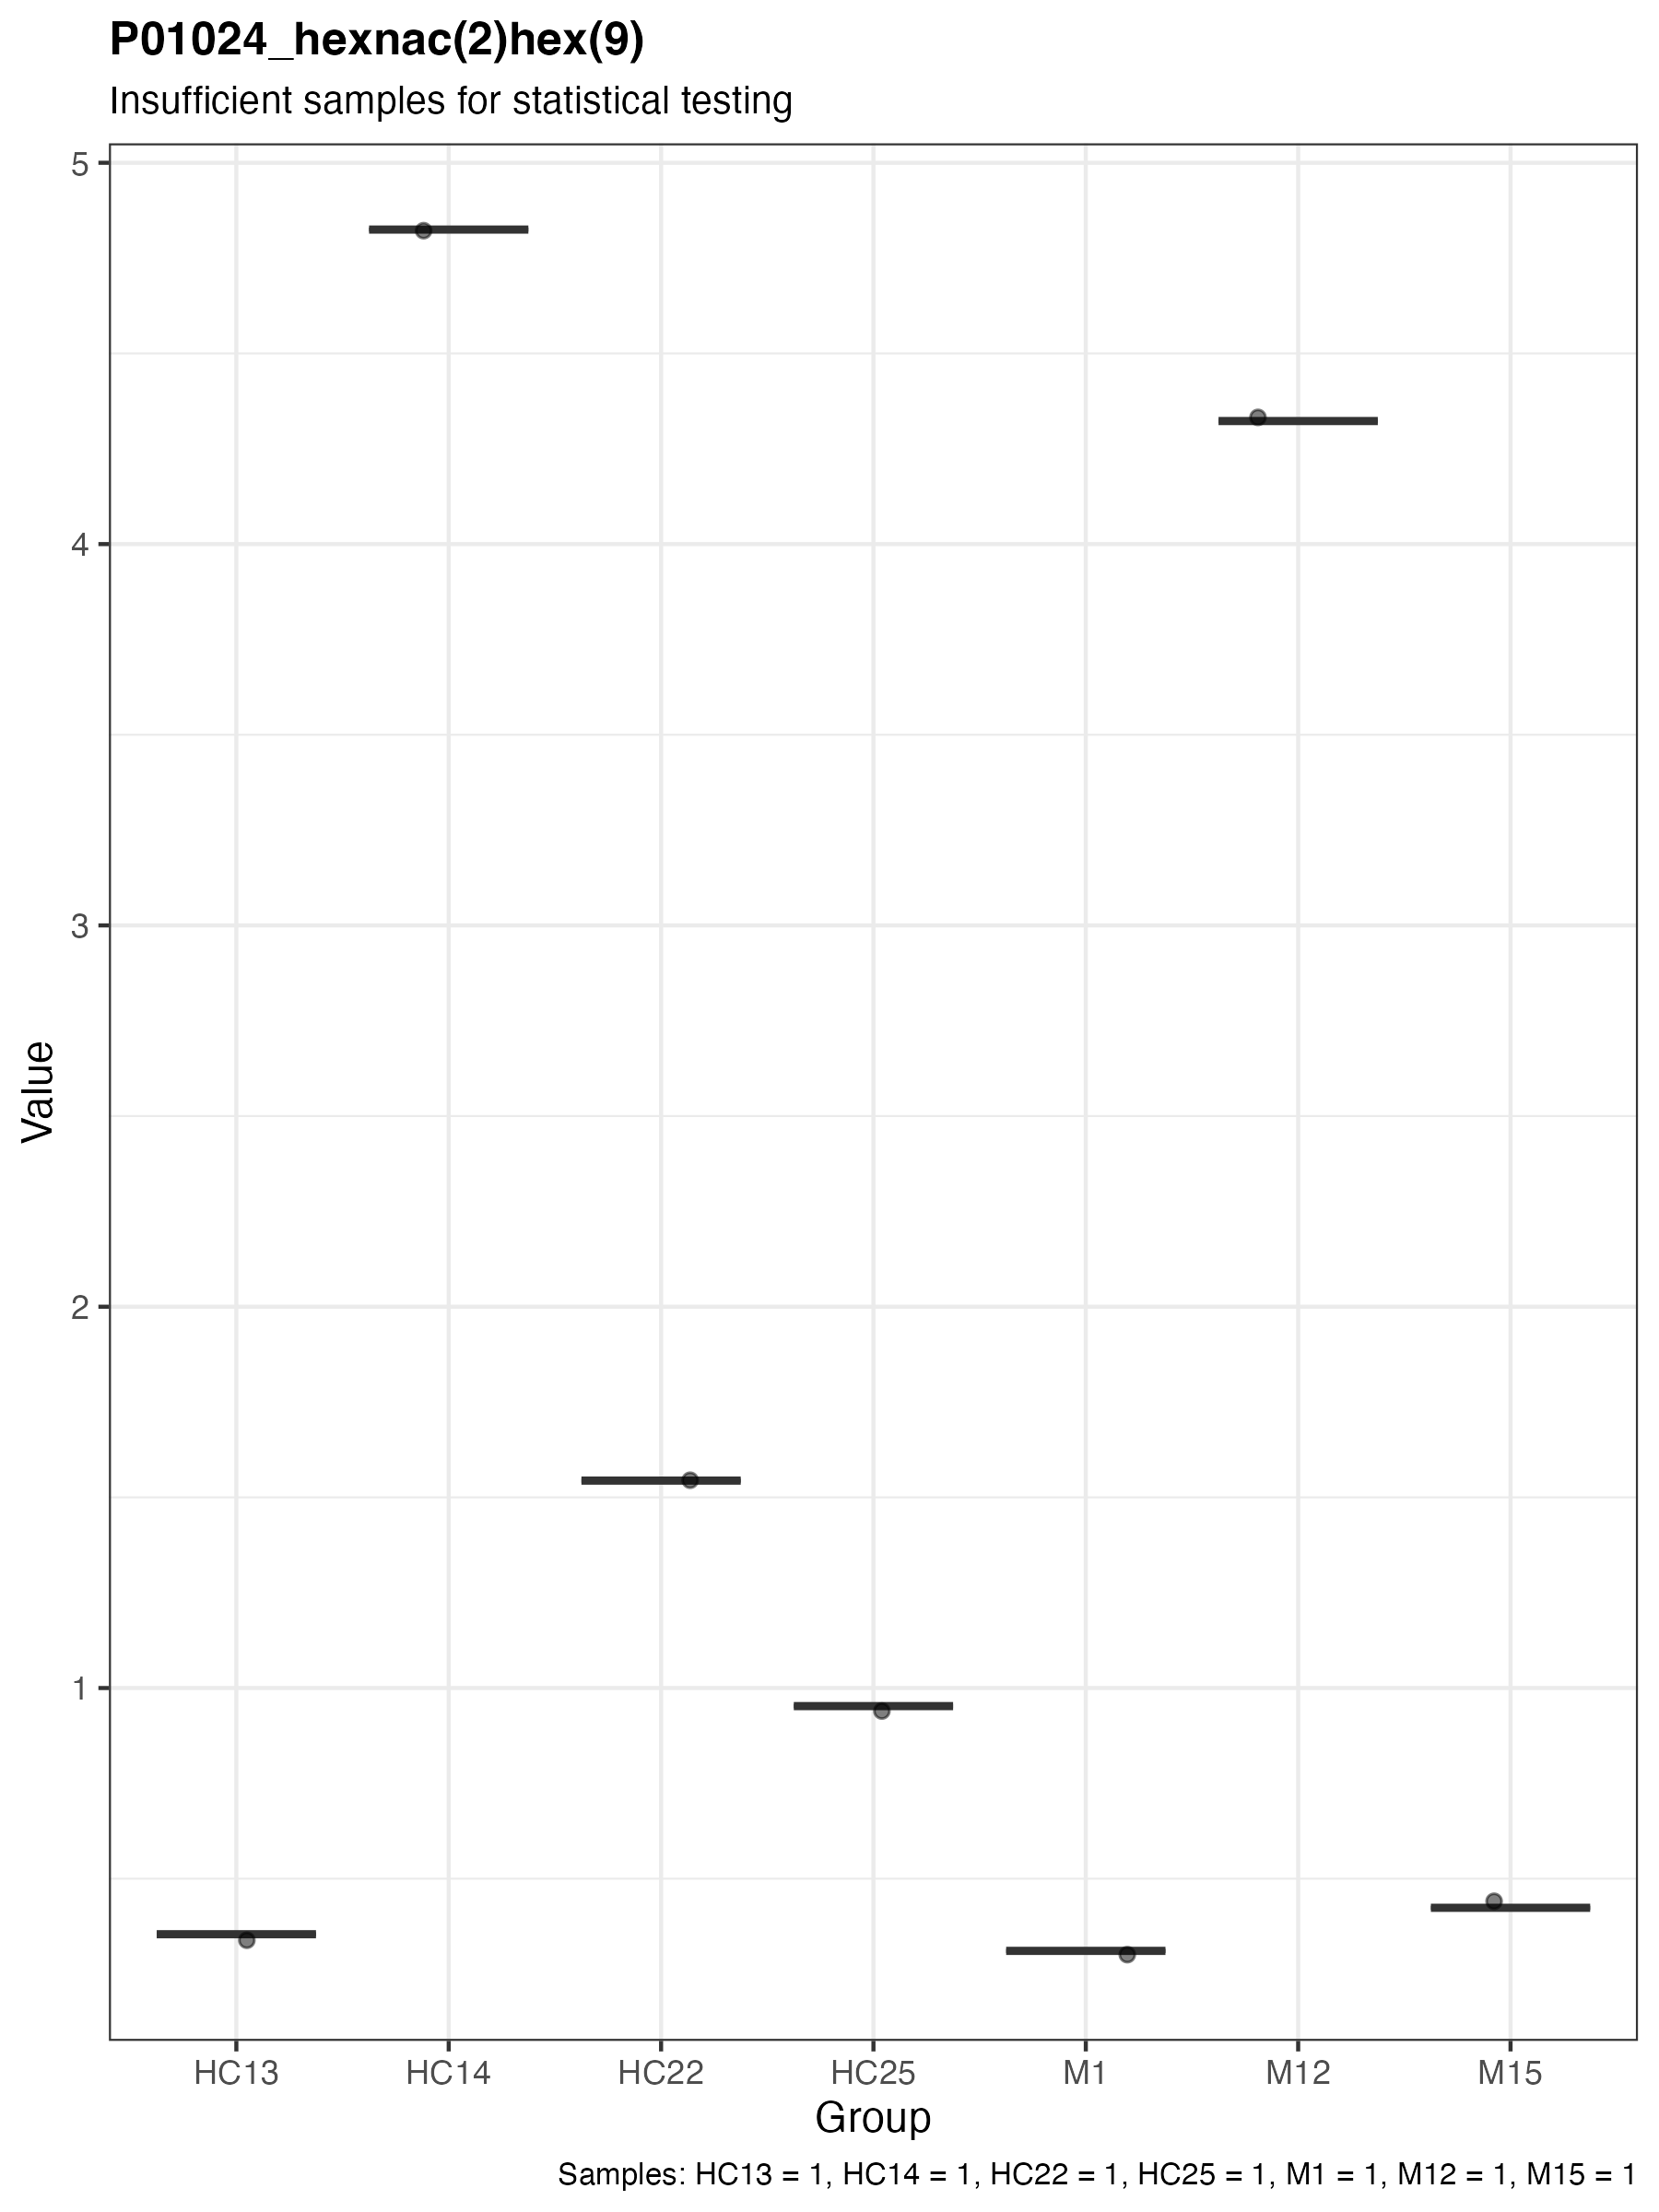 P01024_hexnac(2)hex(9)
Insufficient samples for statistical testing
5
4
3
2
1
Value
HC13 HC14 HC22 HC25 M1 M12 M15
Group
Samples: HC13 = 1, HC14 = 1, HC22 = 1, HC25 = 1, M1 = 1, M12 = 1, M15 = 1